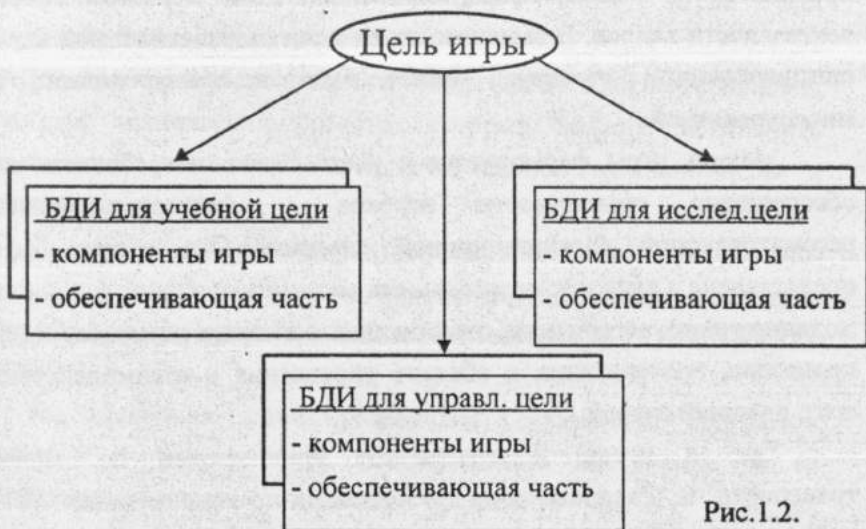 Цель игры
БДИ для учебной цели
- компоненты игры
- обеспечивающая часть
БДИ для исслед.цели
- компоненты игры
- обеспечивающая часть
БДИ для управл. цели
- компоненты игры
- обеспечивающая часть
Рис.1.2.